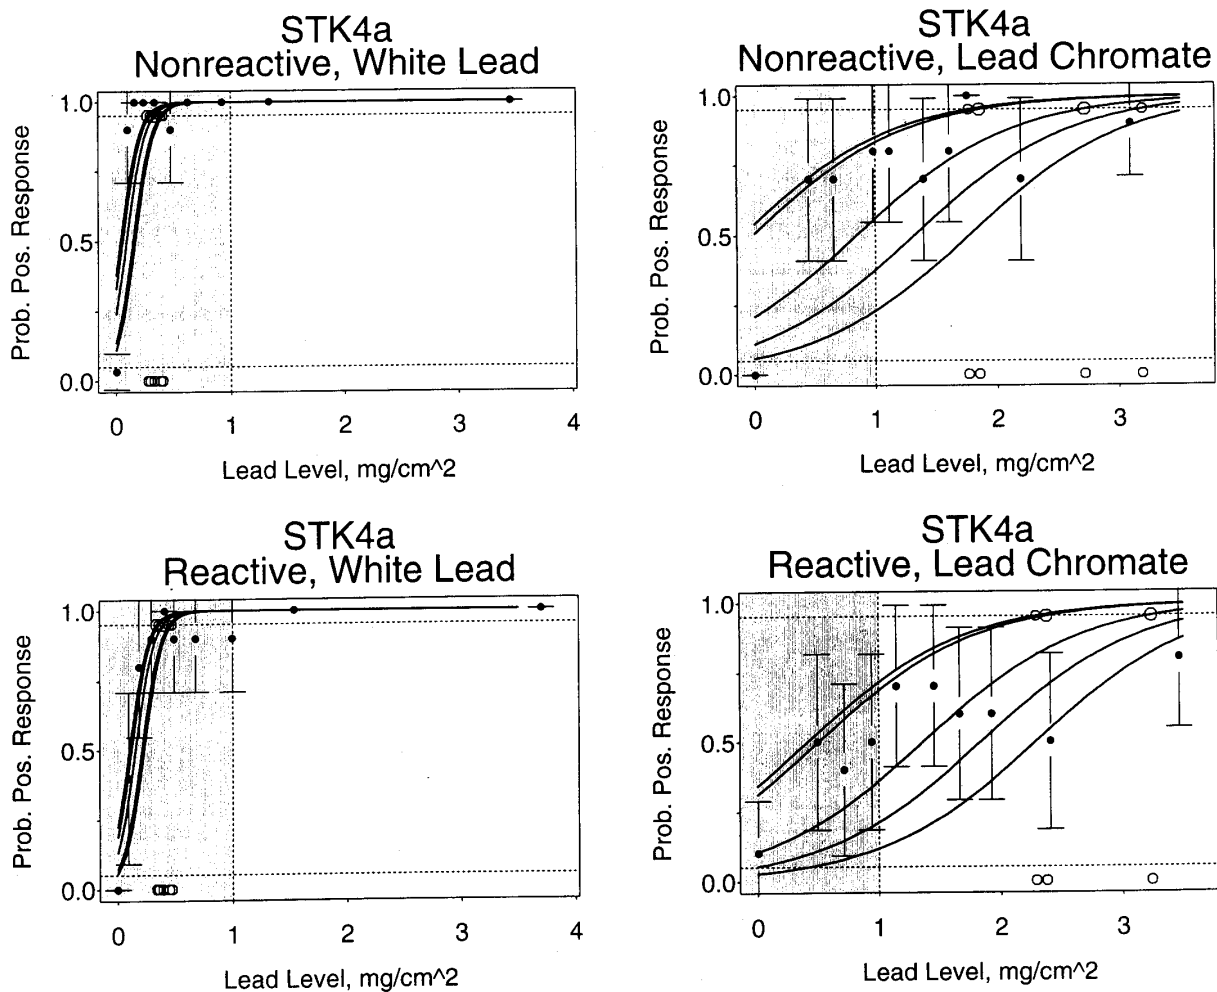 STK4a
Nonreactive, White Lead
Prob. Pos. Response
1.0
0.5
0.0
0 1 2 3 4
Lead Level, mg/cm^2
STK4a
Nonreactive, Lead Chromate
Prob. Pos. Response
1.0
0.5
0.0
0 1 2 3
Lead Level, mg/cm^2
STK4a
Reactive, White Lead
Prob. Pos. Response
1.0
0.5
0.0
0 1 2 3 4
Lead Level, mg/cm^2
STK4a
Reactive, Lead Chromate
Prob. Pos. Response
1.0
0.5
0.0
0 1 2 3
Lead Level, mg/cm^2